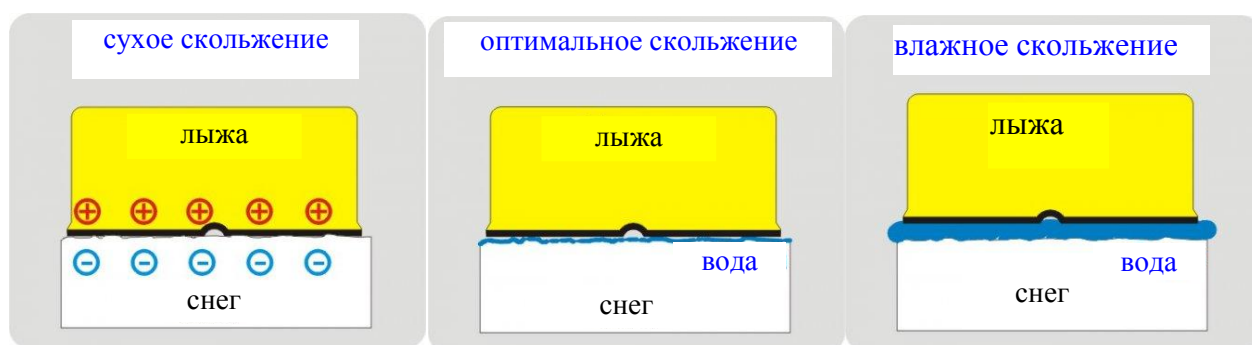 сухое скольжение
лыжа
снег
оптимальное скольжение
лыжа
вода
снег
влажное скольжение
лыжа
вода
снег